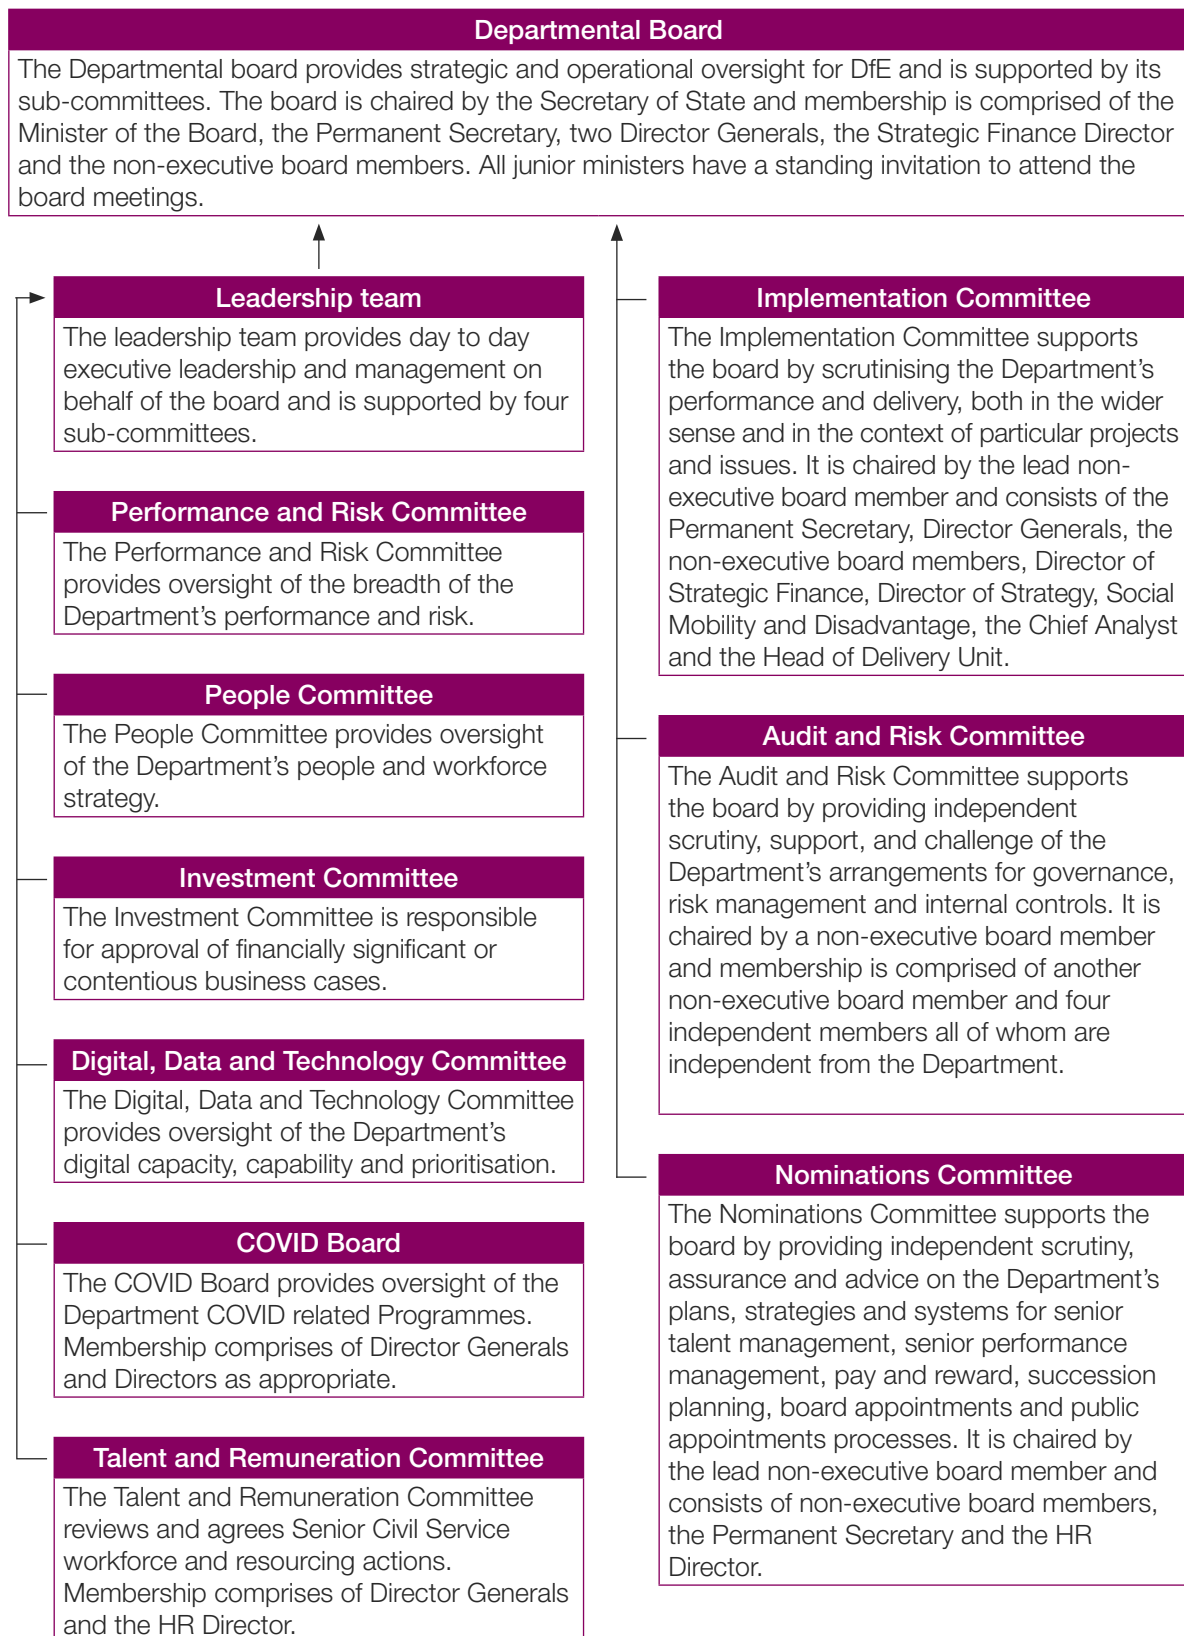 Departmental Board
The Departmental board provides strategic and operational oversight for DfE and is supported by its
sub-committees. The board is chaired by the Secretary of State and membership is comprised of the
Minister of the Board, the Permanent Secretary, two Director Generals, the Strategic Finance Director
and the non-executive board members. All junior ministers have a standing invitation to attend the
board meetings.
Leadership team
The leadership team provides day to day
executive leadership and management on
behalf of the board and is supported by four
sub-committees.
Performance and Risk Committee
The Performance and Risk Committee
provides oversight of the breadth of the
Department's performance and risk.
People Committee
The People Committee provides oversight
of the Department's people and workforce
strategy.
Investment Committee
The Investment Committee is responsible
for approval of financially significant or
contentious business cases.
Digital, Data and Technology Committee
The Digital, Data and Technology Committee
provides oversight of the Department's
digital capacity, capability and prioritisation.
COVID Board
The COVID Board provides oversight of the
Department COVID related Programmes.
Membership comprises of Director Generals
and Directors as appropriate.
Talent and Remuneration Committee
The Talent and Remuneration Committee
reviews and agrees Senior Civil Service
workforce and resourcing actions.
Membership comprises of Director Generals
and the HR Director.
Implementation Committee
The Implementation Committee supports
the board by scrutinising the Department's
performance and delivery, both in the wider
sense and in the context of particular projects
and issues. It is chaired by the lead non-
executive board member and consists of the
Permanent Secretary, Director Generals, the
non-executive board members, Director of
Strategic Finance, Director of Strategy, Social
Mobility and Disadvantage, the Chief Analyst
and the Head of Delivery Unit.
Audit and Risk Committee
The Audit and Risk Committee supports
the board by providing independent
scrutiny, support, and challenge of the
Department's arrangements for governance,
risk management and internal controls. It is
chaired by a non-executive board member
and membership is comprised of another
non-executive board member and four
independent members all of whom are
independent from the Department.
Nominations Committee
The Nominations Committee supports the
board by providing independent scrutiny,
assurance and advice on the Department's
plans, strategies and systems for senior
talent management, senior performance
management, pay and reward, succession
planning, board appointments and public
appointments processes. It is chaired by
the lead non-executive board member and
consists of non-executive board members,
the Permanent Secretary and the HR
Director.